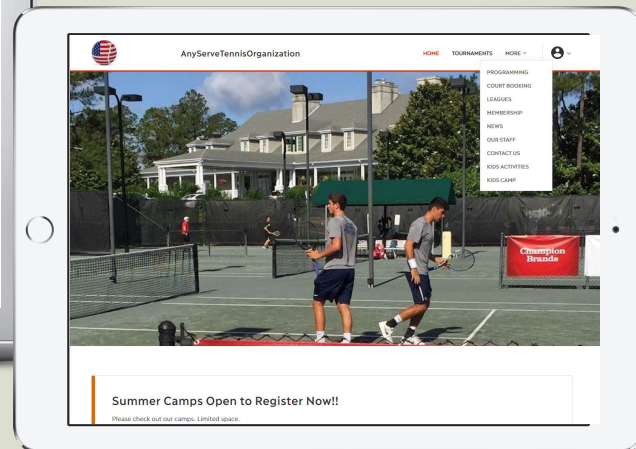 AnyServeTennisOrganization
HOME TOURNAMENTS MORE
PROGRAMMING
COURT BOOKING
LEAGUES
MEMBERSHIP
NEWS
OUR STAFF
CONTACT US
KIDS ACTIVITIES
KIDS CAMP
Champion
Brands
Summer Camps Open to Register Now!!
Please check out our camps. Limited space.